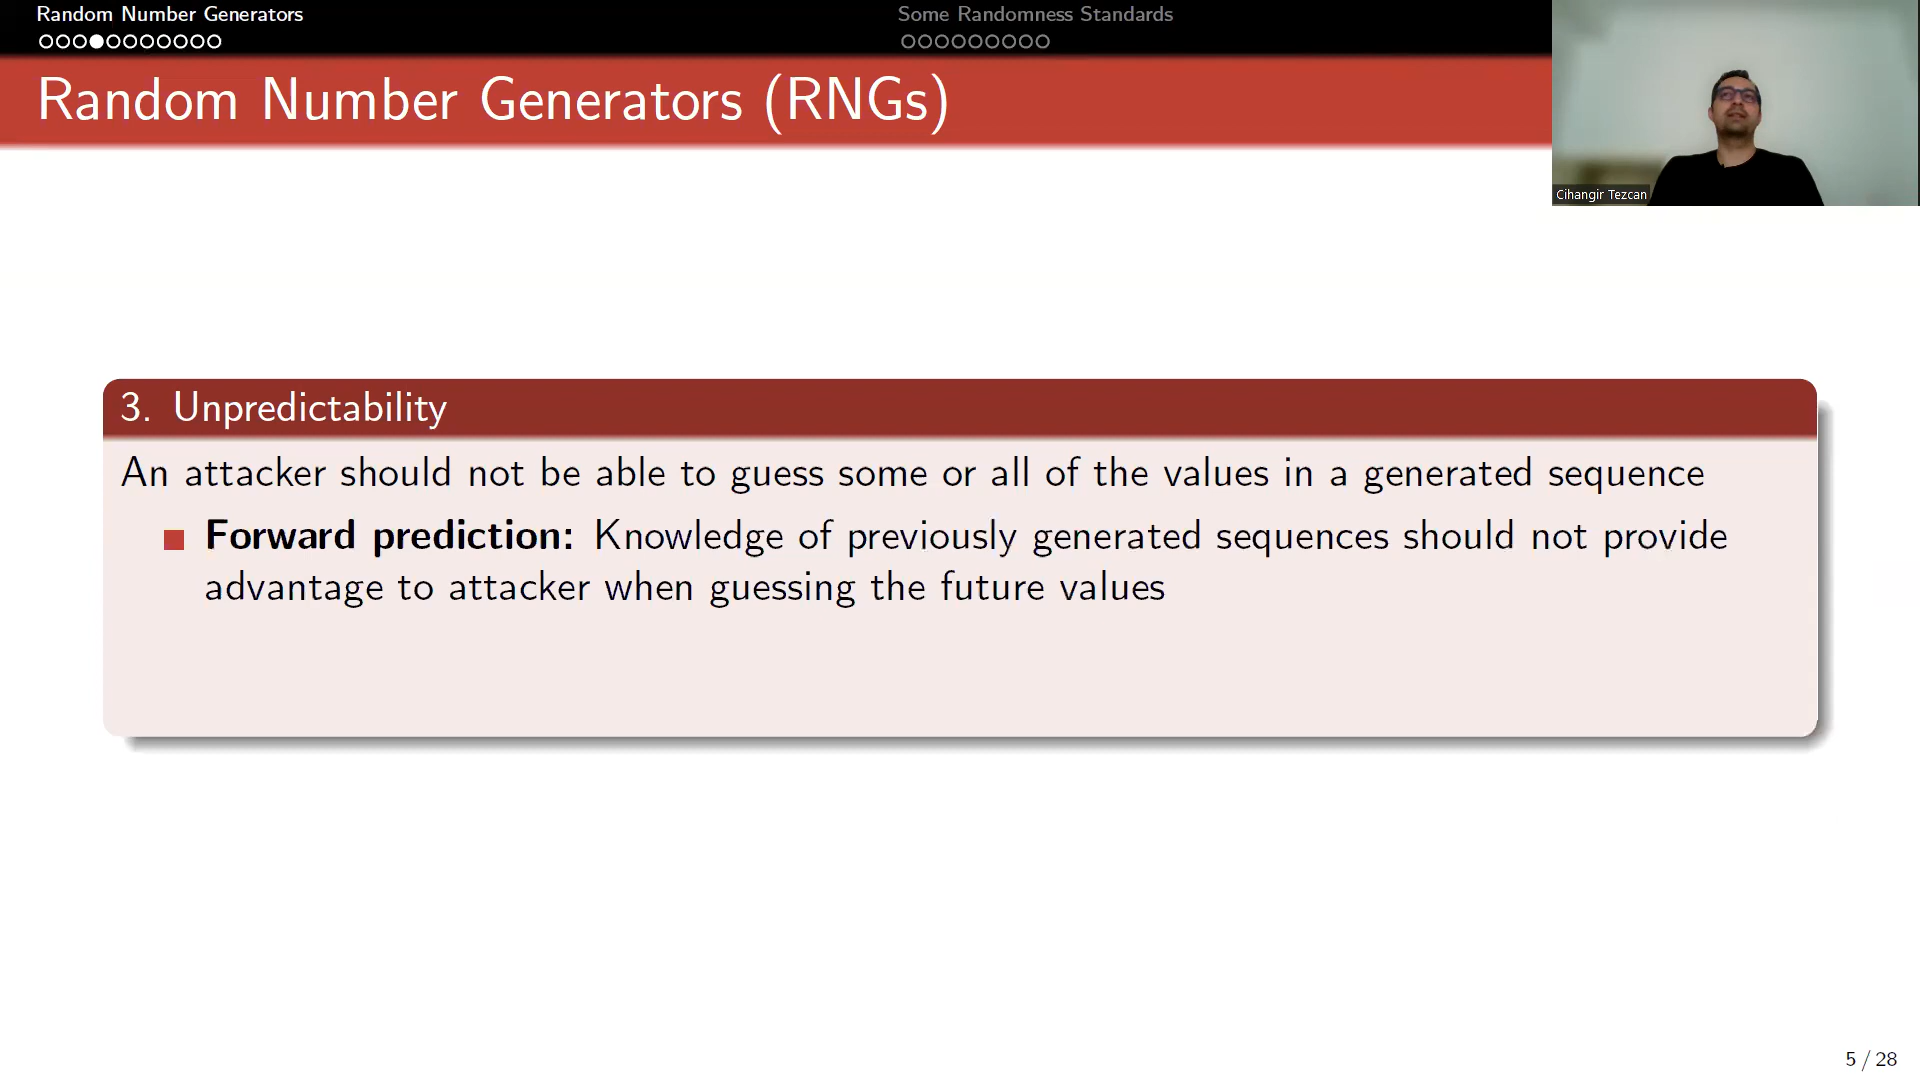 Random Number Generators
Some Randomness Standards
Random Number Generators (RNGs)
Cihangir Tezcan
3. Unpredictability
An attacker should not be able to guess some or all of the values in a generated sequence
Forward prediction: Knowledge of previously generated sequences should not provide
advantage to attacker when guessing the future values
5 / 28